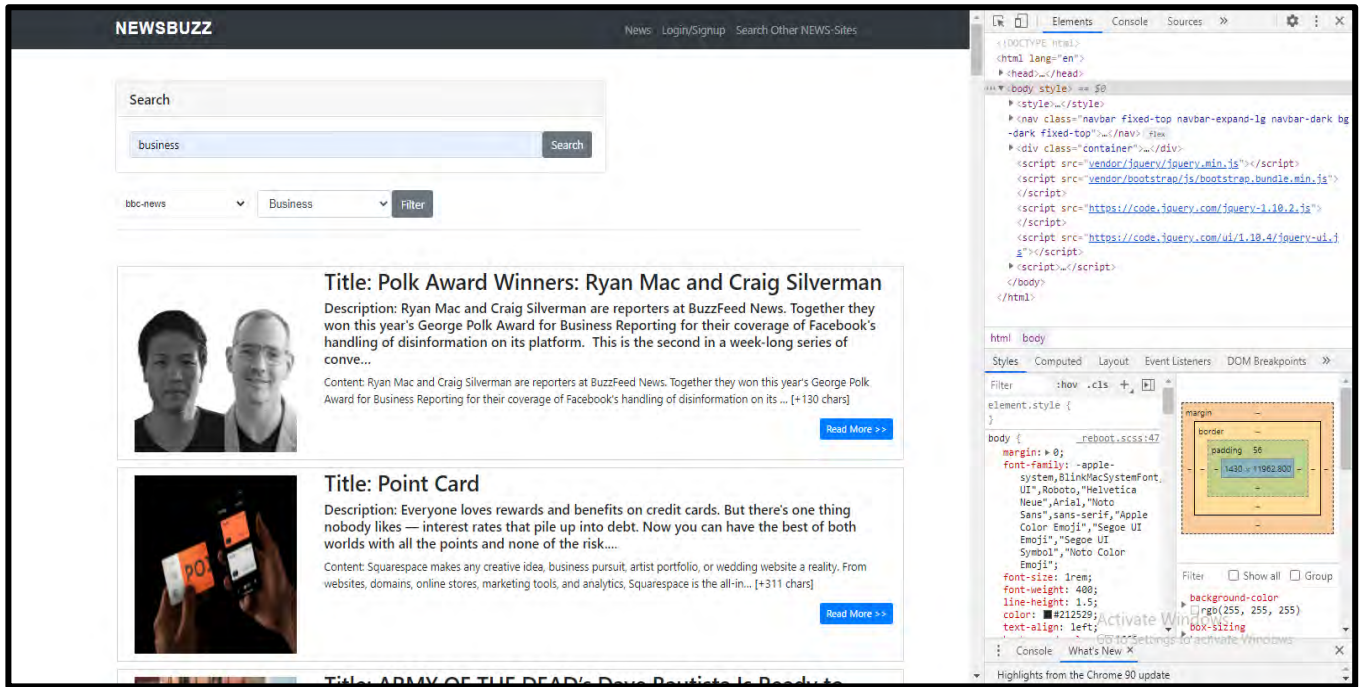 NEWSBUZZ
News Login/Signup Search Other NEWS-Sites
Search
business
Search
bbc-news
Business
Filter
Title: Polk Award Winners: Ryan Mac and Craig Silverman
Description: Ryan Mac and Craig Silverman are reporters at BuzzFeed News. Together they
won this year's George Polk Award for Business Reporting for their coverage of Facebook's
handling of disinformation on its platform. This is the second in a week-long series of
conve...
Content: Ryan Mac and Craig Silverman are reporters at BuzzFeed News. Together they won this year's George Polk
Award for Business Reporting for their coverage of Facebook's handling of disinformation on its ... [+130 chars]
Read More >>
Title: Point Card
Description: Everyone loves rewards and benefits on credit cards. But there's one thing
nobody likes — interest rates that pile up into debt. Now you can have the best of both
worlds with all the points and none of the risk....
Content: Squarespace makes any creative idea, business pursuit, artist portfolio, or wedding website a reality. From
websites, domains, online stores, marketing tools, and analytics, Squarespace is the all-in... [+311 chars]
Read More >>
Title: ARMY OF THE DEAD's Dave Bautista Is Ready to
Elements Console Sources »
<!DOCTYPE html>
<html lang="en">
<head>…</head>
<body style> == $0
<style>…</style>
<nav class="navbar fixed-top navbar-expand-lg navbar-dark bg
-dark fixed-top">…</nav> flex
<div class="container">…</div>
<script src="vendor/jquery/jquery.min.js"></script>
<script src="vendor/bootstrap/js/bootstrap.bundle.min.js">
</script>
<script src="https://code.jquery.com/jquery-1.10.2.js">
</script>
<script src="https://code.jquery.com/ui/1.10.4/jquery-ui.j
s"></script>
<script>…</script>
</body>
</html>
html body
Styles Computed Layout Event Listeners DOM Breakpoints »
Filter :hov .cls +
element.style {
}
body { _reboot.scss:47
margin: 0;
font-family: -apple-
system,BlinkMacSystemFont,
UI",Roboto,"Helvetica
Neue",Arial,"Noto
Sans",sans-serif,"Apple
Color Emoji","Segoe UI
Emoji","Segoe UI
Symbol","Noto Color
Emoji";
font-size: 1rem;
font-weight: 400;
line-height: 1.5;
color: #212529;
text-align: left;
margin –
border –
padding 56
– – – 1430 × 11962.800 – – –
–
–
–
Filter Show all Group
background-color
rgb(255, 255, 255)
box-sizing
Activate Windows
Go to Settings to activate Windows.
Console What's New ×
Highlights from the Chrome 90 update